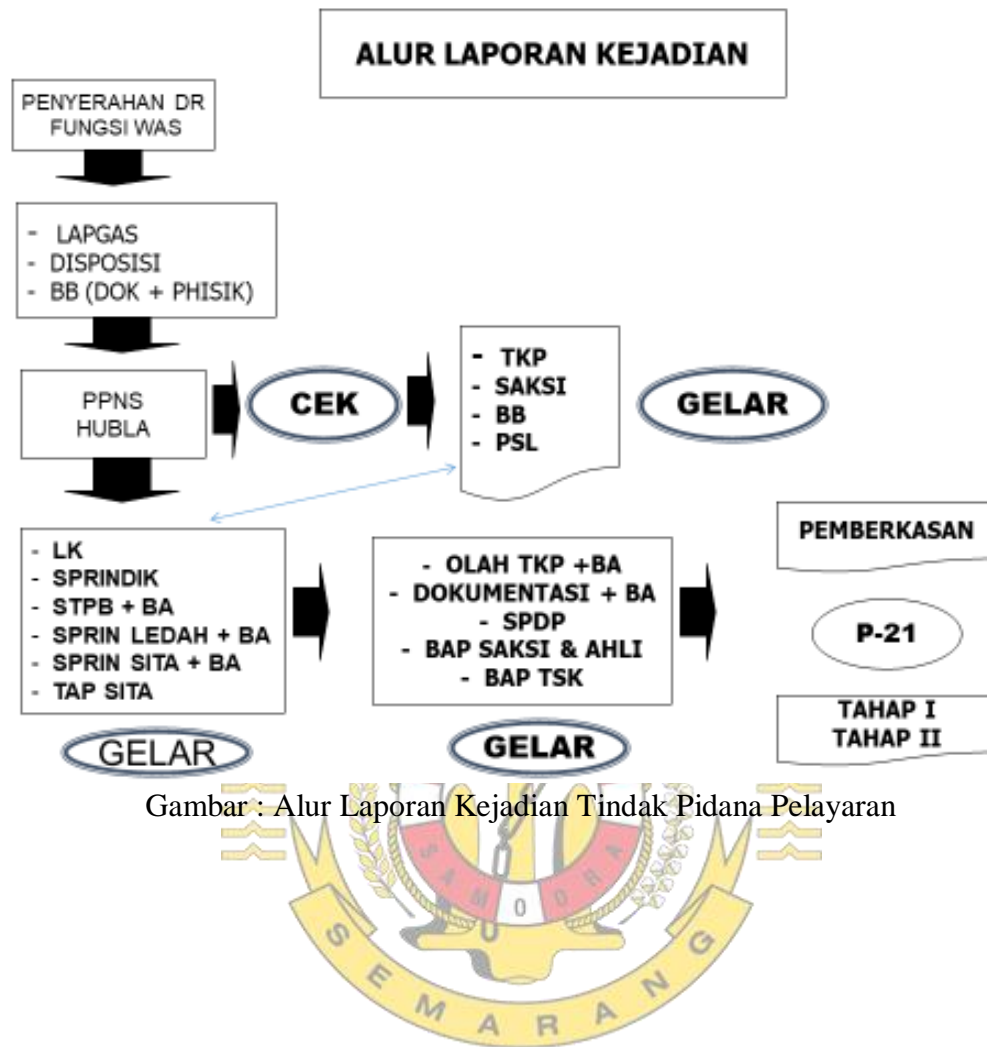 ALUR LAPORAN KEJADIAN
PENYERAHAN DR
FUNGSI WAS
- LAPGAS
- DISPOSISI
- BB (DOK + PHISIK)
PPNS
HUBLA
CEK
- TKP
- SAKSI
- BB
- PSL
GELAR
- LK
- SPRINDIK
- STPB + BA
- SPRIN LEDAH + BA
- SPRIN SITA + BA
- TAP SITA
GELAR
- OLAH TKP +BA
- DOKUMENTASI + BA
- SPDP
- BAP SAKSI & AHLI
- BAP TSK
GELAR
PEMBERKASAN
P-21
TAHAP I
TAHAP II
Gambar : Alur Laporan Kejadian Tindak Pidana Pelayaran
SAMODRA
SEMARANG